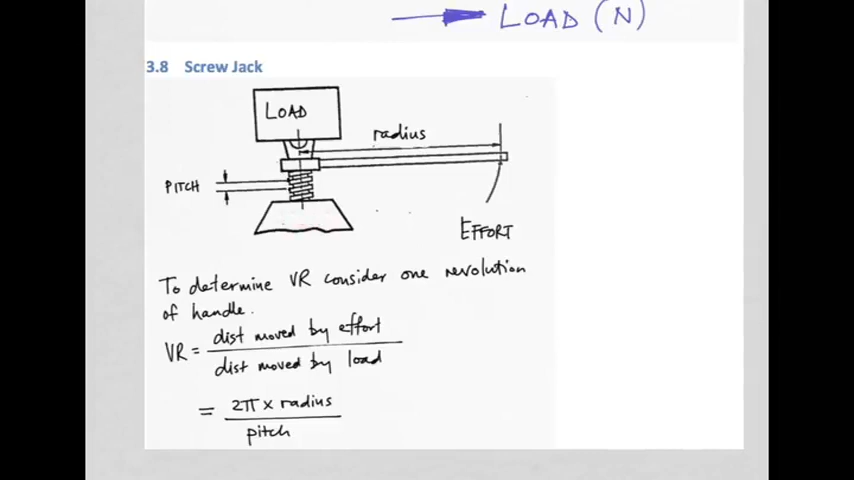 LOAD (N)
3.8 Screw Jack
LOAD
radius
PITCH
EFFORT
To determine VR consider one revolution
of handle.
VR = dist moved by effort
dist moved by load
= 2π x radius
pitch